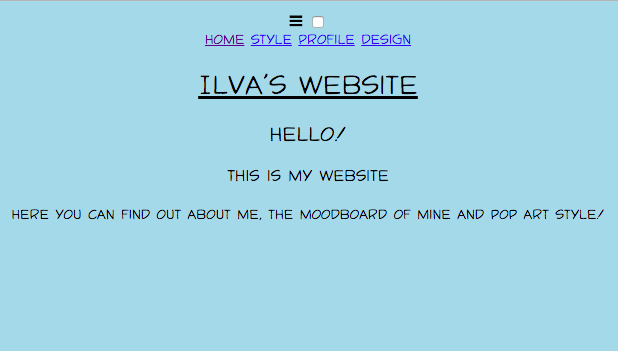 HOME STYLE PROFILE DESIGN
ILVA'S WEBSITE
HELLO!
THIS IS MY WEBSITE
HERE YOU CAN FIND OUT ABOUT ME, THE MOODBOARD OF MINE AND POP ART STYLE!